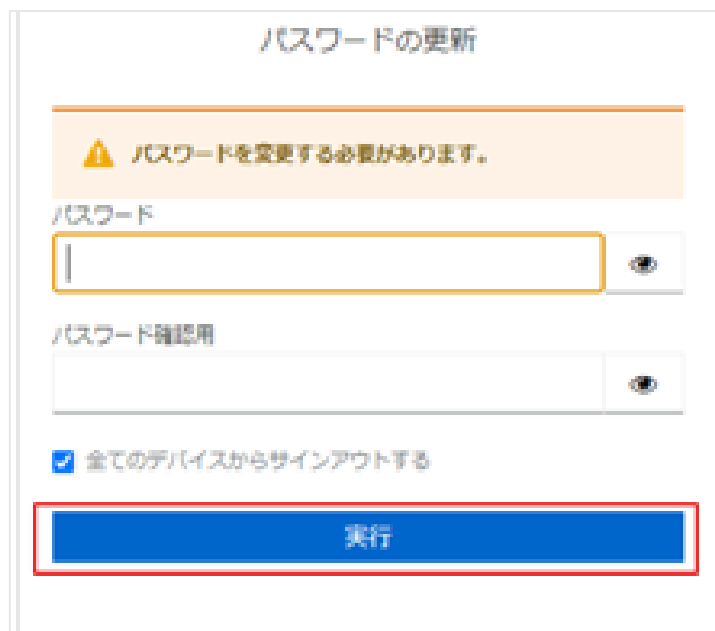 パスワードの更新
パスワードを変更する必要があります。
パスワード
パスワード確認用
全てのデバイスからサインアウトする
実行